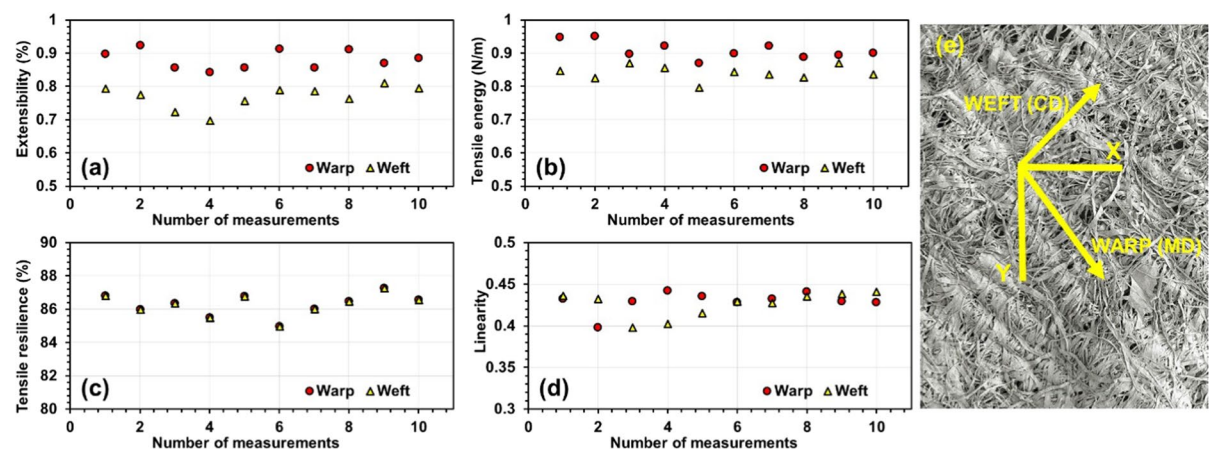 Extensibility (%)
1
0.9
0.8
0.7
0.6
0.5
(a)
Warp
Weft
0 2 4 6 8 10
Number of measurements
Tensile energy (N/m)
1
0.9
0.8
0.7
0.6
0.5
(b)
Warp
Weft
0 2 4 6 8 10
Number of measurements
Tensile resilience (%)
90
88
86
84
82
80
(c)
Warp
Weft
0 2 4 6 8 10
Number of measurements
Linearity
0.5
0.45
0.4
0.35
0.3
(d)
Warp
Weft
0 2 4 6 8 10
Number of measurements
(e)
WEFT (CD)
X
WARP (MD)
Y